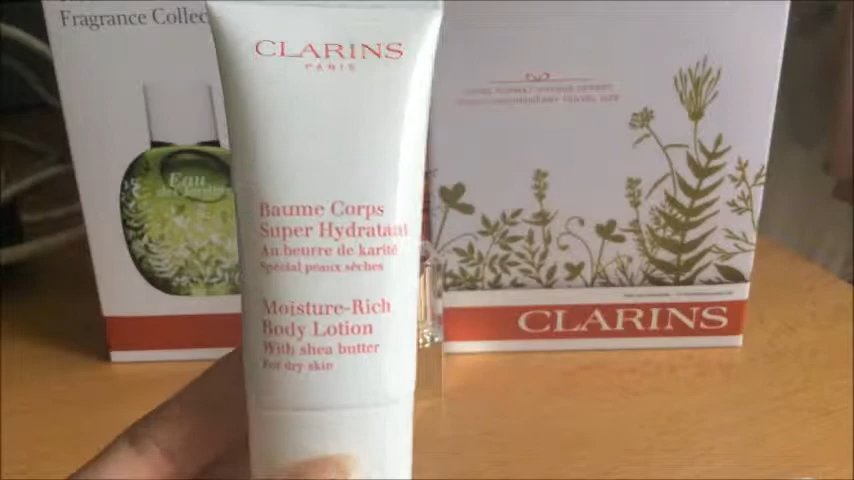 Fragrance Collec
CLARINS
PARIS
Eau
Baume Corps
Super Hydratant
Au beurre de karité
Spécial peaux sèches
Moisture-Rich
Body Lotion
With shea butter
For dry skin
CLARINS